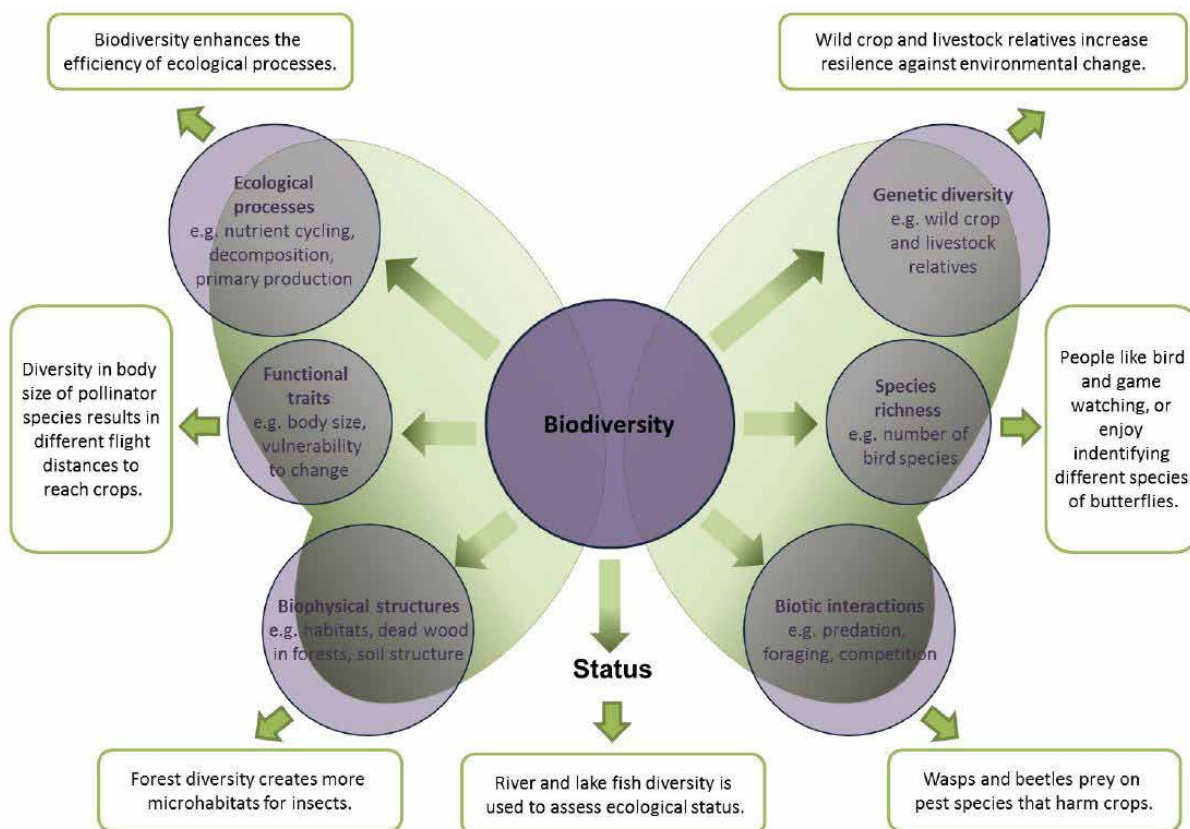 Biodiversity enhances the
efficiency of ecological processes.
Wild crop and livestock relatives increase
resilence against environmental change.
Ecological
processes
e.g. nutrient cycling,
decomposition,
primary production
Genetic diversity
e.g. wild crop
and livestock
relatives
Diversity in body
size of pollinator
species results in
different flight
distances to
reach crops.
Functional
traits
e.g. body size,
vulnerability
to change
Biodiversity
Species
richness
e.g. number of
bird species
People like bird
and game
watching, or
enjoy
indentifying
different species
of butterflies.
Biophysical structures
e.g. habitats, dead wood
in forests, soil structure
Status
Biotic interactions
e.g. predation,
foraging, competition
Forest diversity creates more
microhabitats for insects.
River and lake fish diversity is
used to assess ecological status.
Wasps and beetles prey on
pest species that harm crops.